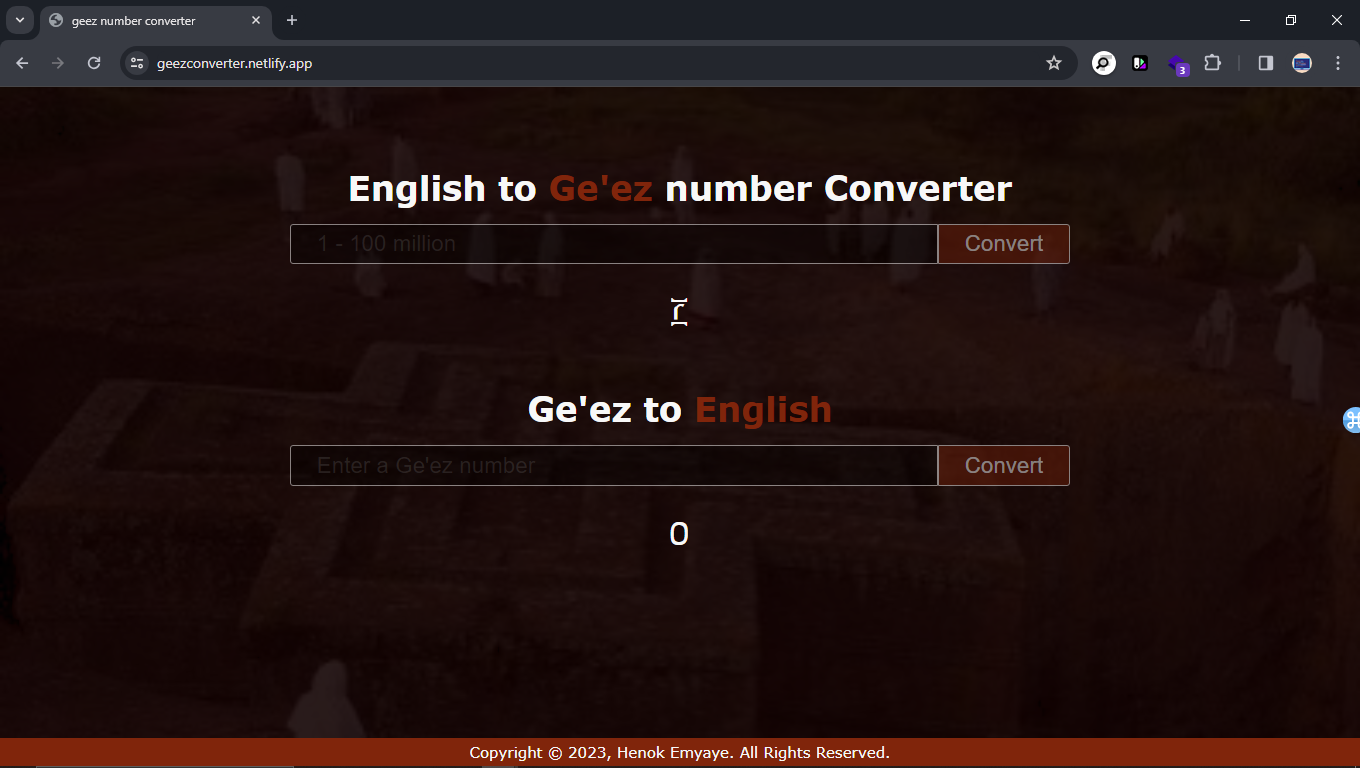 geez number converter
geezconverter.netlify.app
3
English to Ge'ez number Converter
1 - 100 million
Convert
Ge'ez to English
Enter a Ge'ez number
Convert
0
Copyright © 2023, Henok Emyaye. All Rights Reserved.